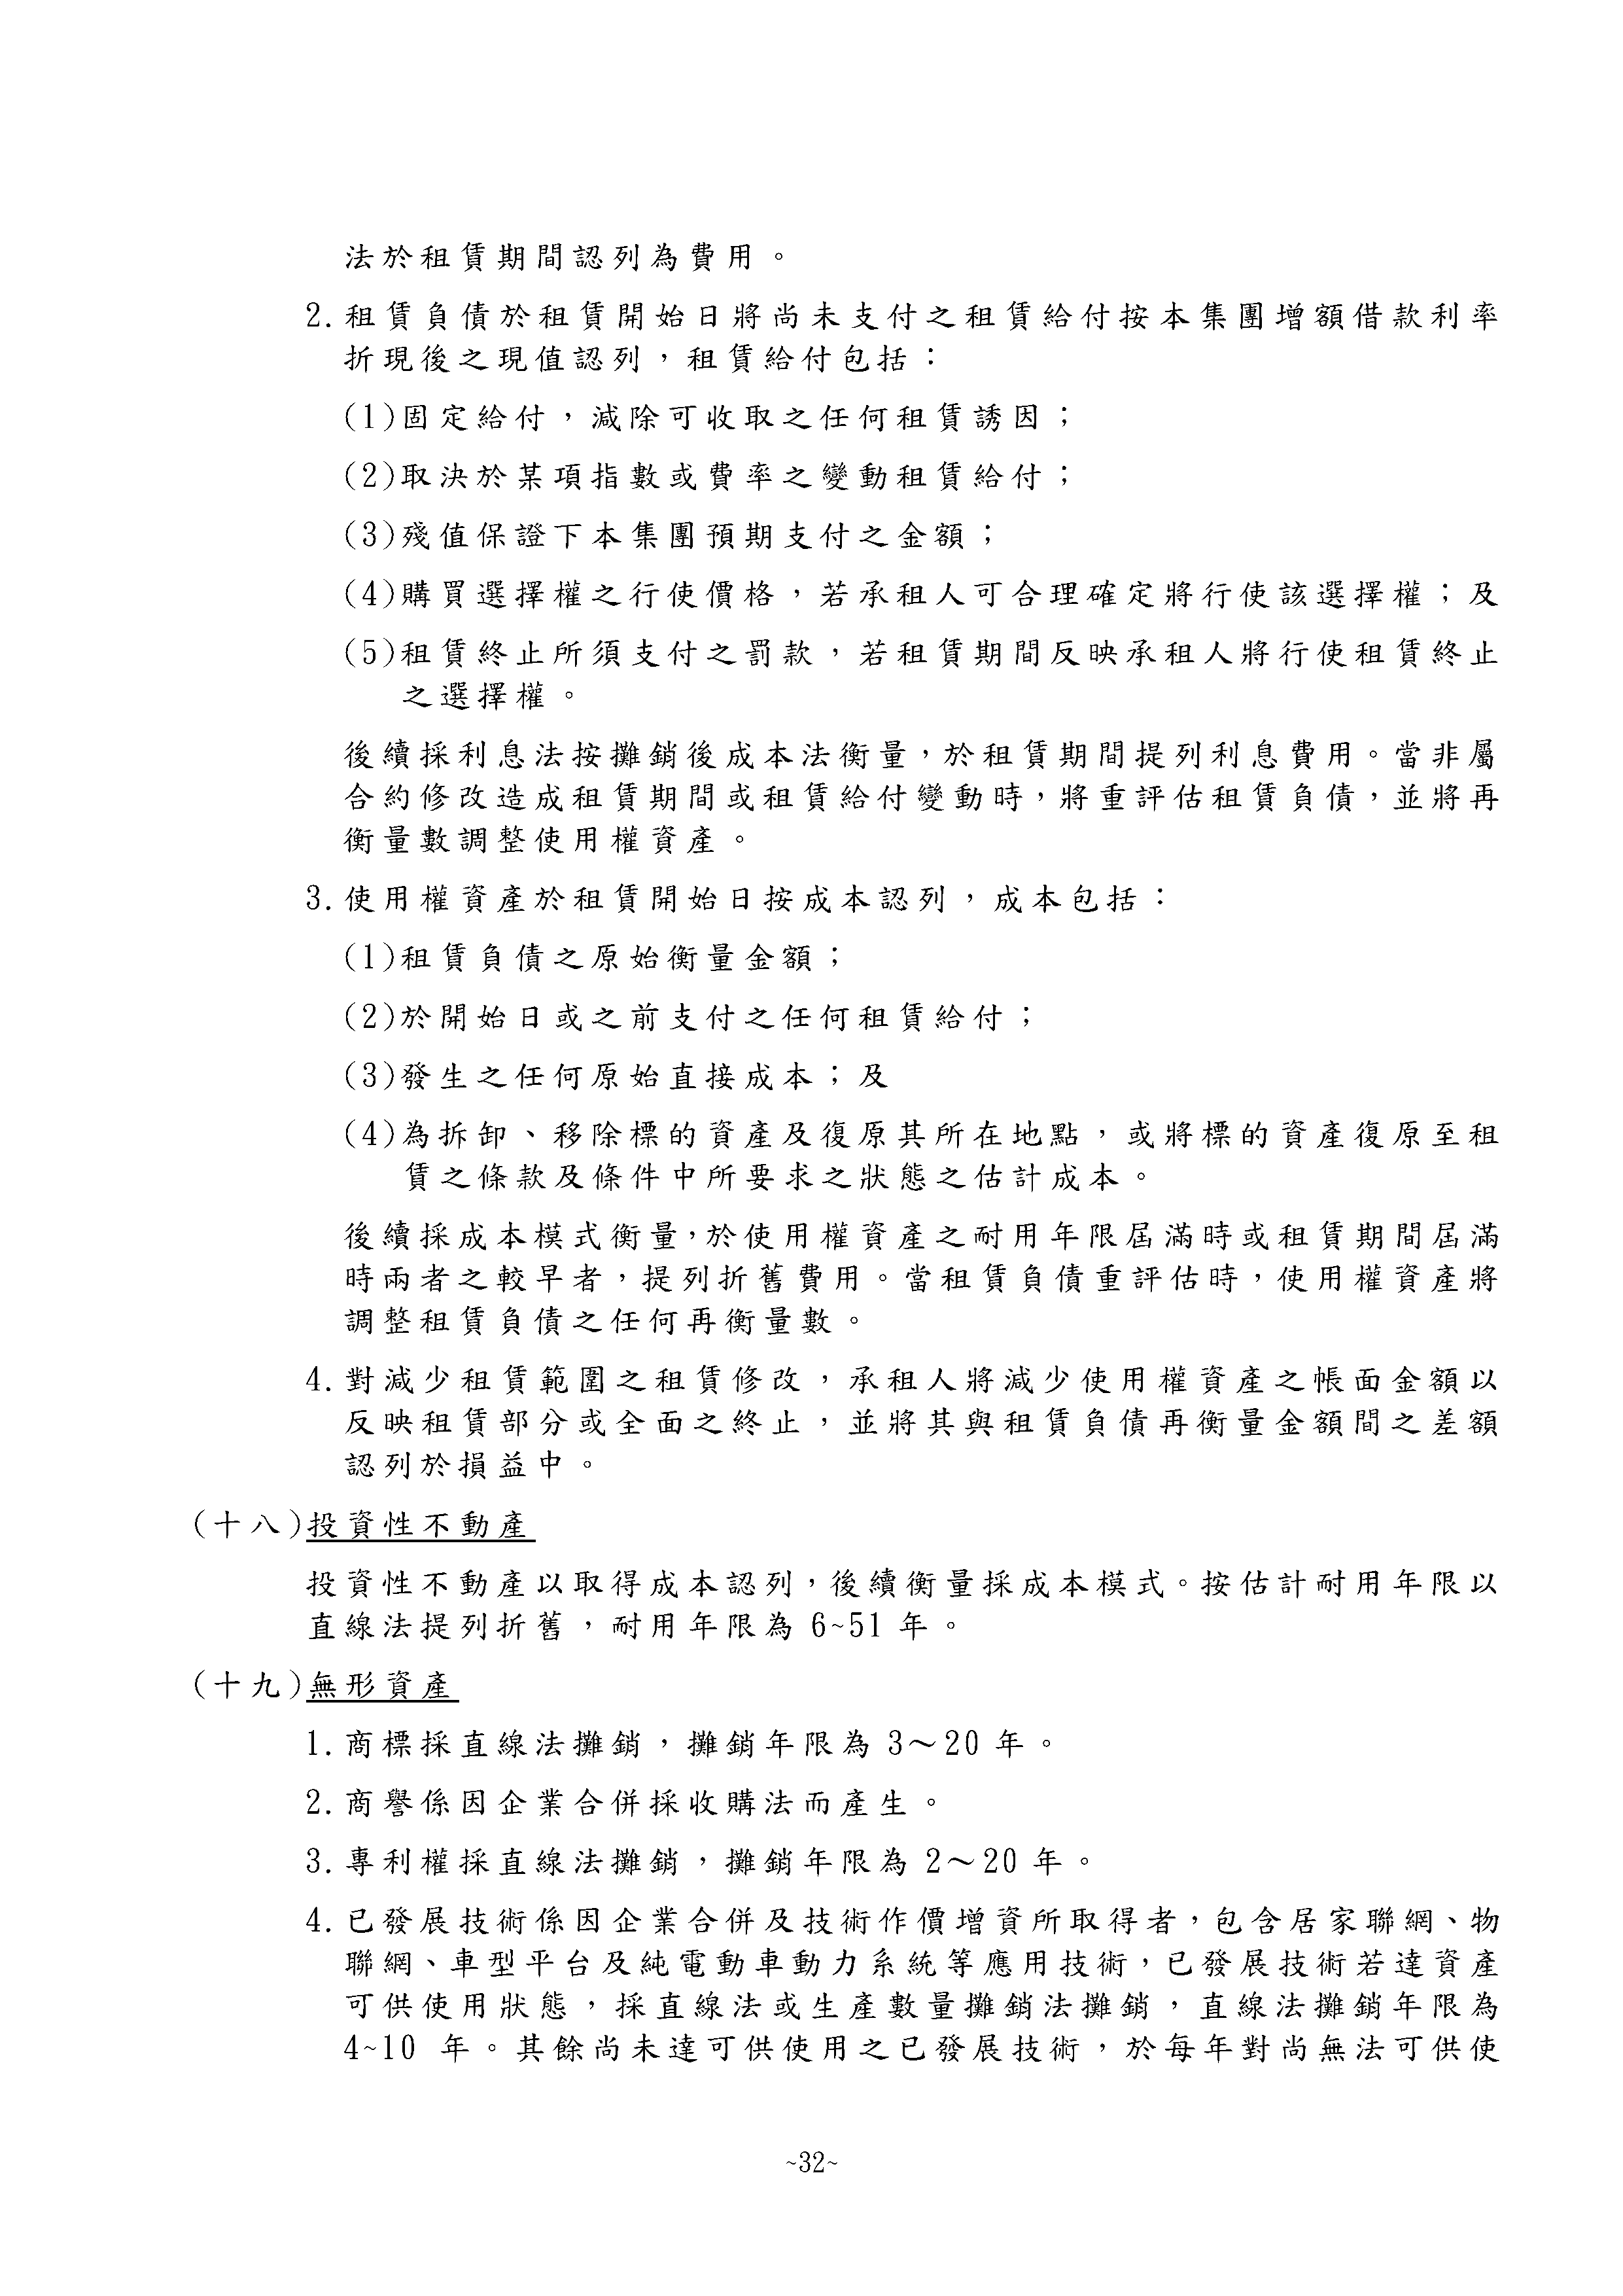 法於租賃期間認列為費用。
2.租賃負債於租賃開始日將尚未支付之租賃給付按本集團增額借款利率
折現後之現值認列，租賃給付包括：
(1)固定給付，減除可收取之任何租賃誘因；
(2)取決於某項指數或費率之變動租賃給付；
(3)殘值保證下本集團預期支付之金額；
(4)購買選擇權之行使價格，若承租人可合理確定將行使該選擇權；及
(5)租賃終止所須支付之罰款，若租賃期間反映承租人將行使租賃終止
之選擇權。
後續採利息法按攤銷後成本法衡量，於租賃期間提列利息費用。當非屬
合約修改造成租賃期間或租賃給付變動時，將重評估租賃負債，並將再
衡量數調整使用權資產。
3.使用權資產於租賃開始日按成本認列，成本包括：
(1)租賃負債之原始衡量金額；
(2)於開始日或之前支付之任何租賃給付；
(3)發生之任何原始直接成本；及
(4)為拆卸、移除標的資產及復原其所在地點，或將標的資產復原至租
賃之條款及條件中所要求之狀態之估計成本。
後續採成本模式衡量，於使用權資產之耐用年限屆滿時或租賃期間屆滿
時兩者之較早者，提列折舊費用。當租賃負債重評估時，使用權資產將
調整租賃負債之任何再衡量數。
4.對減少租賃範圍之租賃修改，承租人將減少使用權資產之帳面金額以
反映租賃部分或全面之終止，並將其與租賃負債再衡量金額間之差額
認列於損益中。
(十八)投資性不動產
投資性不動產以取得成本認列，後續衡量採成本模式。按估計耐用年限以
直線法提列折舊，耐用年限為 6~51 年。
(十九)無形資產
1.商標採直線法攤銷，攤銷年限為 3～20 年。
2.商譽係因企業合併採收購法而產生。
3.專利權採直線法攤銷，攤銷年限為 2～20 年。
4.已發展技術係因企業合併及技術作價增資所取得者，包含居家聯網、物
聯網、車型平台及純電動車動力系統等應用技術，已發展技術若達資產
可供使用狀態，採直線法或生產數量攤銷法攤銷，直線法攤銷年限為
4~10 年。其餘尚未達可供使用之已發展技術，於每年對尚無法可供使
~32~